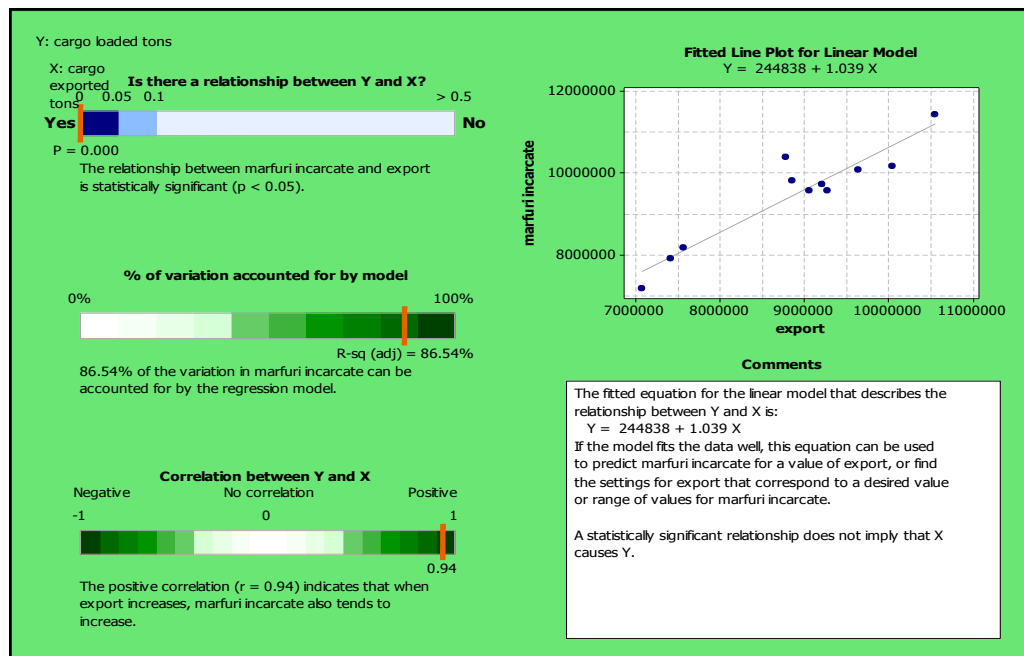 Y: cargo loaded tons
X: cargo
exported
tons
Is there a relationship between Y and X?
0 0.05 0.1 > 0.5
Yes No
P = 0.000
The relationship between marfuri incarcate and export
is statistically significant (p < 0.05).
% of variation accounted for by model
0% 100%
R-sq (adj) = 86.54%
86.54% of the variation in marfuri incarcate can be
accounted for by the regression model.
Correlation between Y and X
Negative No correlation Positive
-1 0 1
0.94
The positive correlation (r = 0.94) indicates that when
export increases, marfuri incarcate also tends to
increase.
Fitted Line Plot for Linear Model
Y = 244838 + 1.039 X
12000000
10000000
8000000
marfuri incarcate
7000000 8000000 9000000 10000000 11000000
export
Comments
The fitted equation for the linear model that describes the
relationship between Y and X is:
Y = 244838 + 1.039 X
If the model fits the data well, this equation can be used
to predict marfuri incarcate for a value of export, or find
the settings for export that correspond to a desired value
or range of values for marfuri incarcate.
A statistically significant relationship does not imply that X
causes Y.